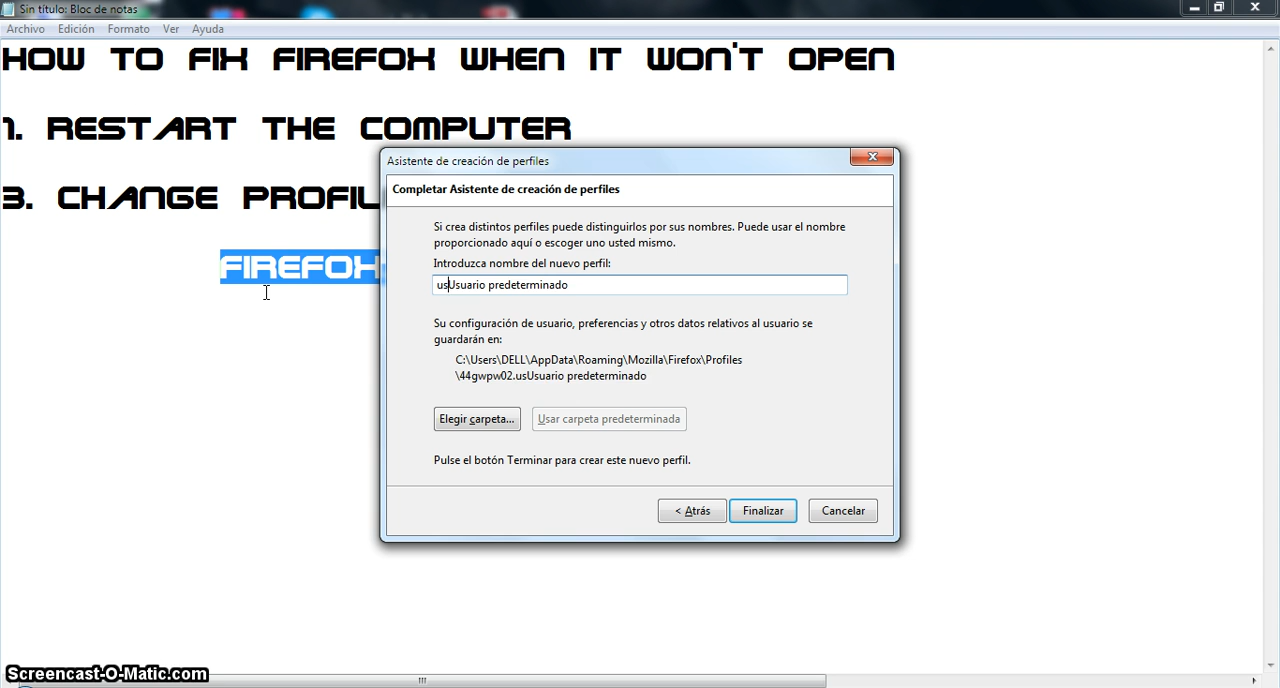 Sin título: Bloc de notas
Archivo Edición Formato Ver Ayuda
HOW TO FIX FIREFOX WHEN IT WON'T OPEN
1. RESTART THE COMPUTER
3. CHANGE PROFIL
FIREFOX
Asistente de creación de perfiles
Completar Asistente de creación de perfiles
Si crea distintos perfiles puede distinguirlos por sus nombres. Puede usar el nombre
proporcionado aquí o escoger uno usted mismo.
Introduzca nombre del nuevo perfil:
usUsuario predeterminado
Su configuración de usuario, preferencias y otros datos relativos al usuario se
guardarán en:
C:\Users\DELL\AppData\Roaming\Mozilla\Firefox\Profiles
\44gwpw02.usUsuario predeterminado
Elegir carpeta... Usar carpeta predeterminada
Pulse el botón Terminar para crear este nuevo perfil.
< Atrás Finalizar Cancelar
Screencast-O-Matic.com